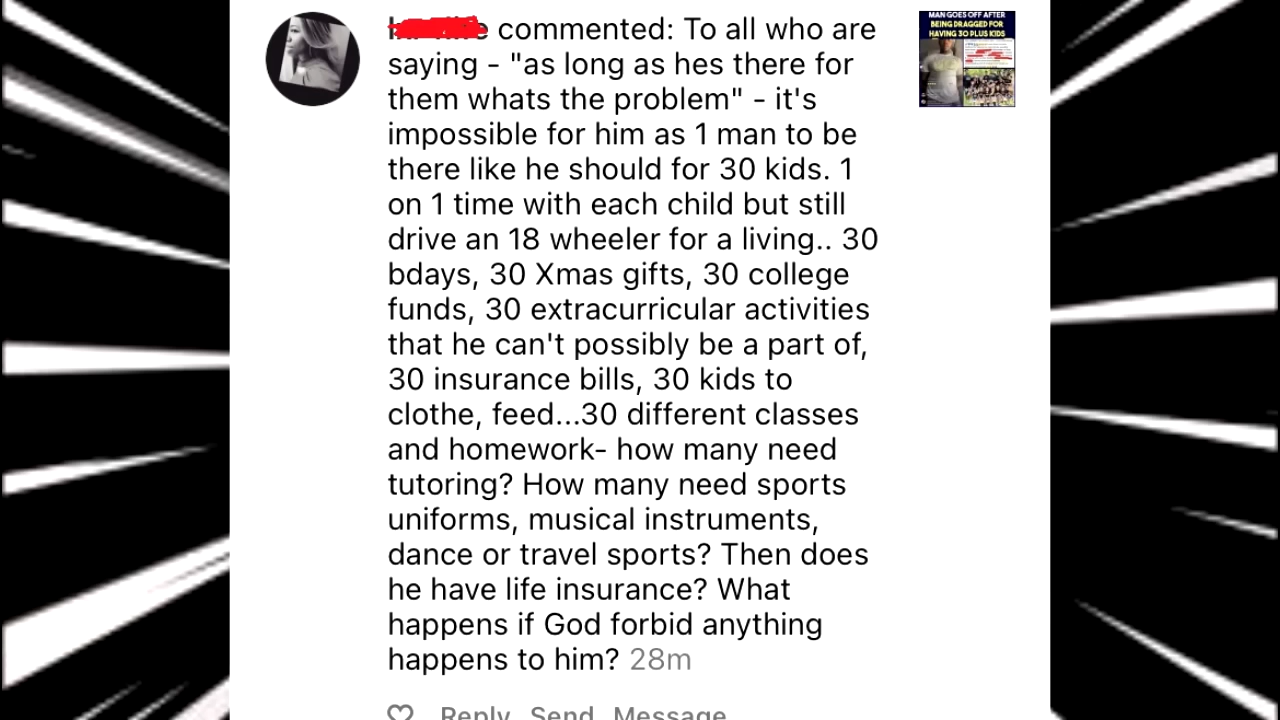 commented: To all who are
saying - "as long as hes there for
them whats the problem" - it's
impossible for him as 1 man to be
there like he should for 30 kids. 1
on 1 time with each child but still
drive an 18 wheeler for a living.. 30
bdays, 30 Xmas gifts, 30 college
funds, 30 extracurricular activities
that he can't possibly be a part of,
30 insurance bills, 30 kids to
clothe, feed...30 different classes
and homework- how many need
tutoring? How many need sports
uniforms, musical instruments,
dance or travel sports? Then does
he have life insurance? What
happens if God forbid anything
happens to him? 28m
Reply Send Message
MAN GOES OFF AFTER
BEING DRAGGED FOR
HAVING 30 PLUS KIDS